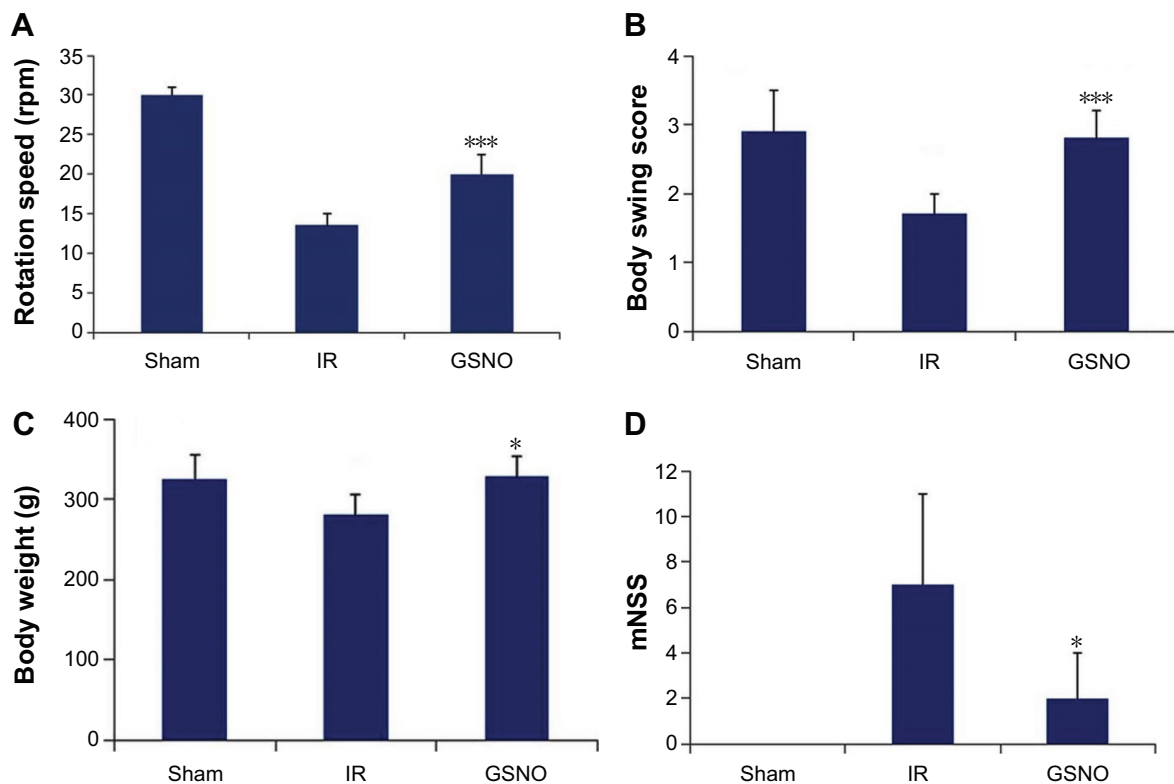 A
Rotation speed (rpm)
35
30
25
20
15
10
5
0
***
Sham IR GSNO
B
Body swing score
4
3
2
1
0
***
Sham IR GSNO
C
Body weight (g)
400
300
200
100
0
*
Sham IR GSNO
D
mNSS
12
10
8
6
4
2
0
*
Sham IR GSNO